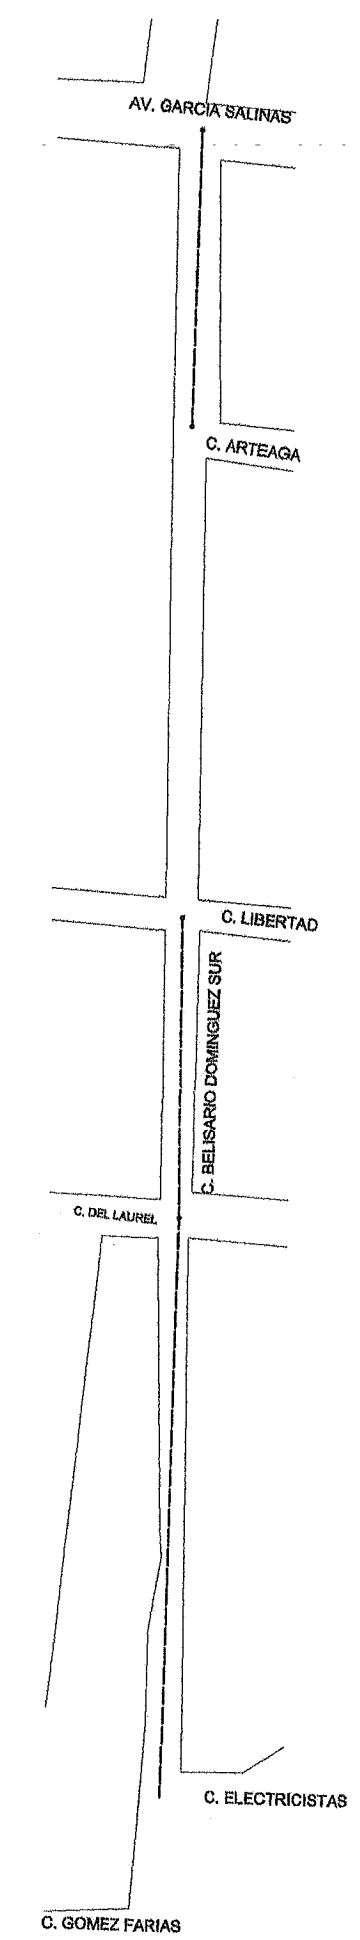 AV. GARCIA SALINAS
C. ARTEAGA
C. LIBERTAD
C. BELISARIO DOMINGUEZ SUR
C. DEL LAUREL
C. ELECTRICISTAS
C. GOMEZ FARIAS